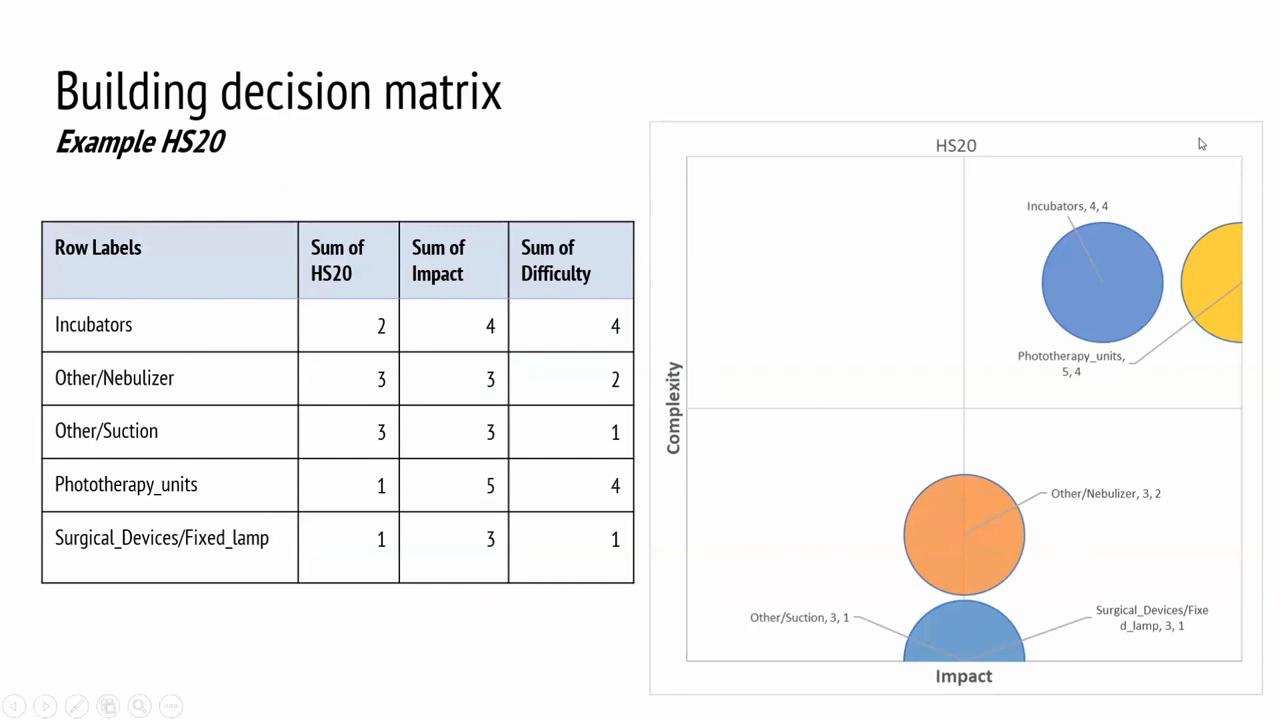 Building decision matrix
Example HS20
Row Labels
Sum of
HS20
Sum of
Impact
Sum of
Difficulty
Incubators
2
4
4
Other/Nebulizer
3
3
2
Other/Suction
3
3
1
Phototherapy_units
1
5
4
Surgical_Devices/Fixed_lamp
1
3
1
HS20
Incubators, 4, 4
Phototherapy_units,
5, 4
Complexity
Other/Nebulizer, 3, 2
Other/Suction, 3, 1
Surgical_Devices/Fixe
d_lamp, 3, 1
Impact